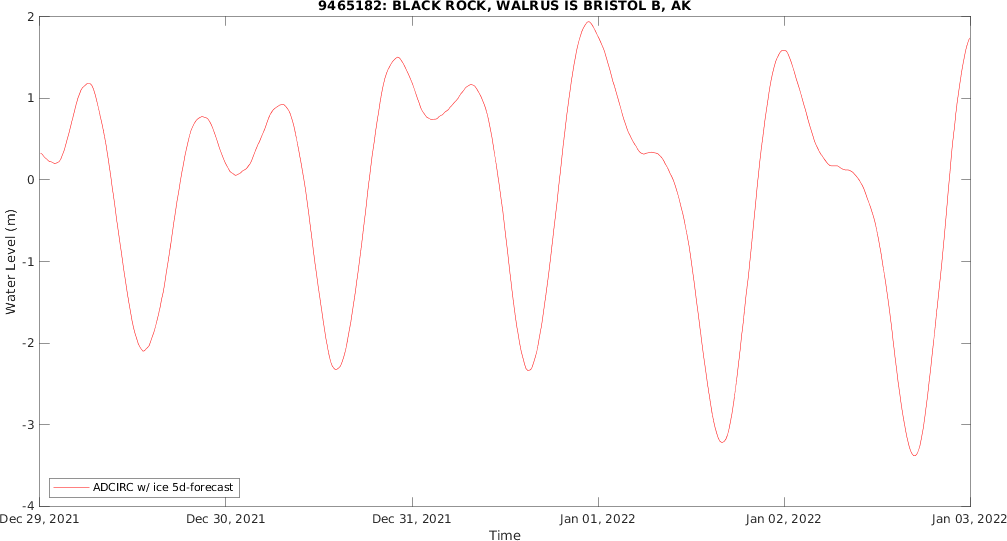 9465182: BLACK ROCK, WALRUS IS BRISTOL B, AK
2
1
0
-1
-2
-3
-4
Water Level (m)
ADCIRC w/ ice 5d-forecast
Dec 29, 2021 Dec 30, 2021 Dec 31, 2021 Jan 01, 2022 Jan 02, 2022 Jan 03, 2022
Time